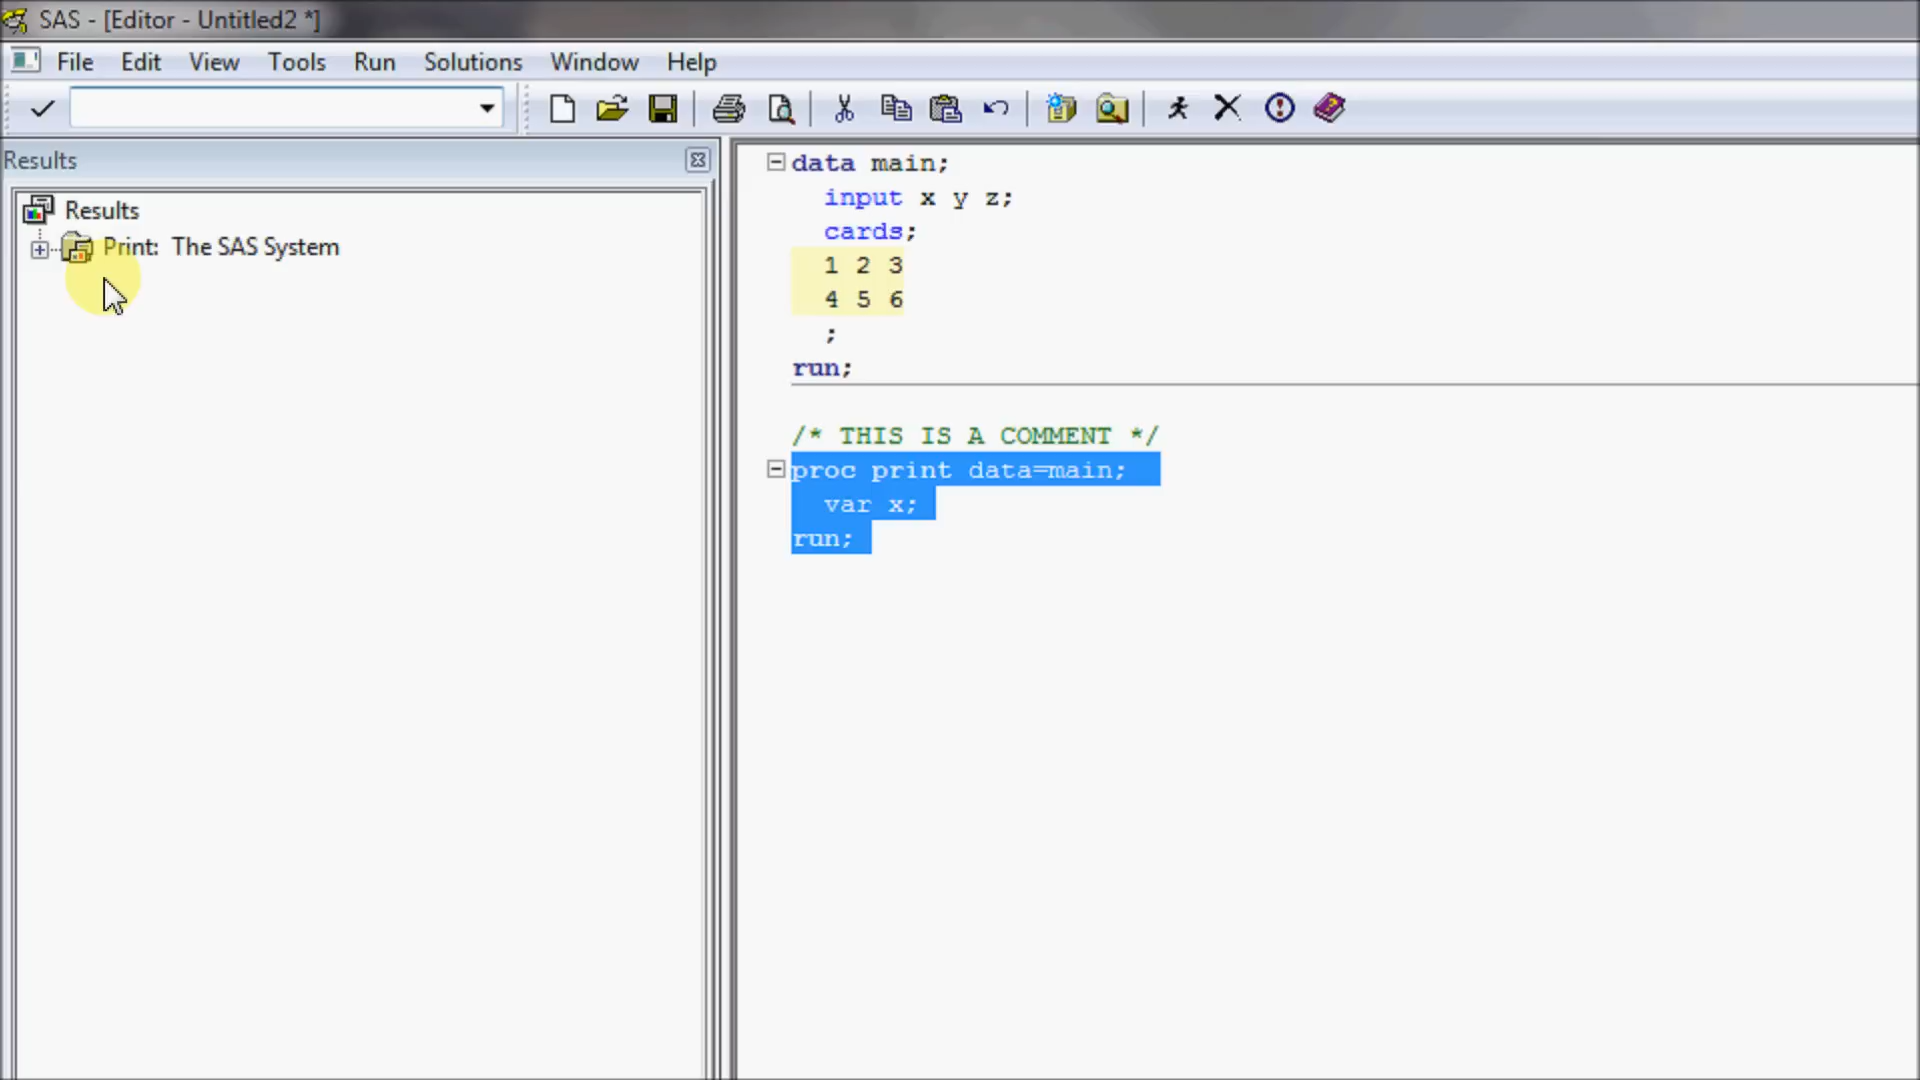 SAS - [Editor - Untitled2 *]
File Edit View Tools Run Solutions Window Help
Results
Results
Print: The SAS System
data main;
input x y z;
cards;
1 2 3
4 5 6
;
run;
/* THIS IS A COMMENT */
proc print data=main;
var x;
run;